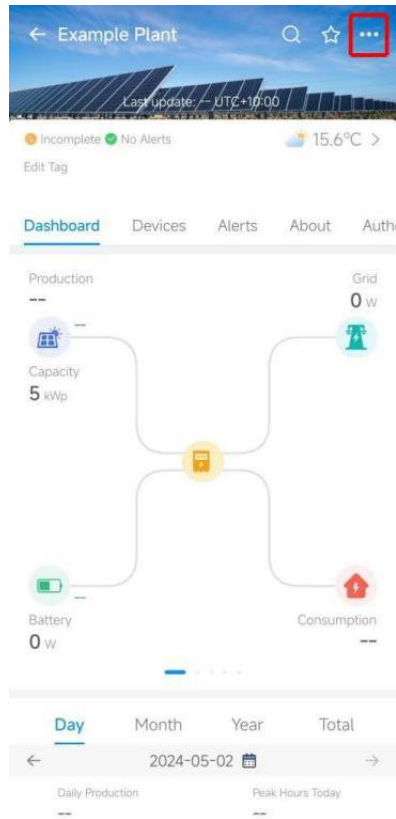 Example Plant
Last update: -- UTC+10:00
Incomplete No Alerts 15.6°C >
Edit Tag
Dashboard Devices Alerts About Auth
Production Grid
-- 0 W
--
Capacity
5 kWp
--
Battery Consumption
0 W --
Day Month Year Total
2024-05-02
Daily Production Peak Hours Today
-- --